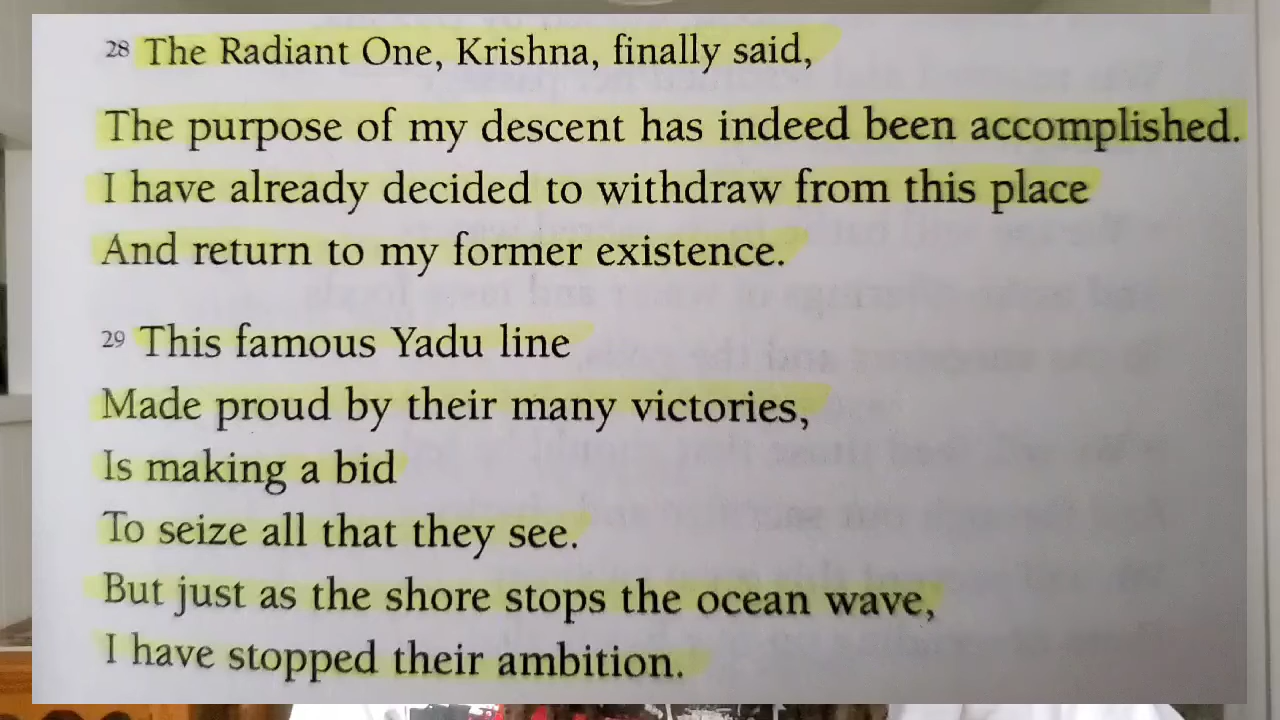 28 The Radiant One, Krishna, finally said,
The purpose of my descent has indeed been accomplished.
I have already decided to withdraw from this place
And return to my former existence.
29 This famous Yadu line
Made proud by their many victories,
Is making a bid
To seize all that they see.
But just as the shore stops the ocean wave,
I have stopped their ambition.